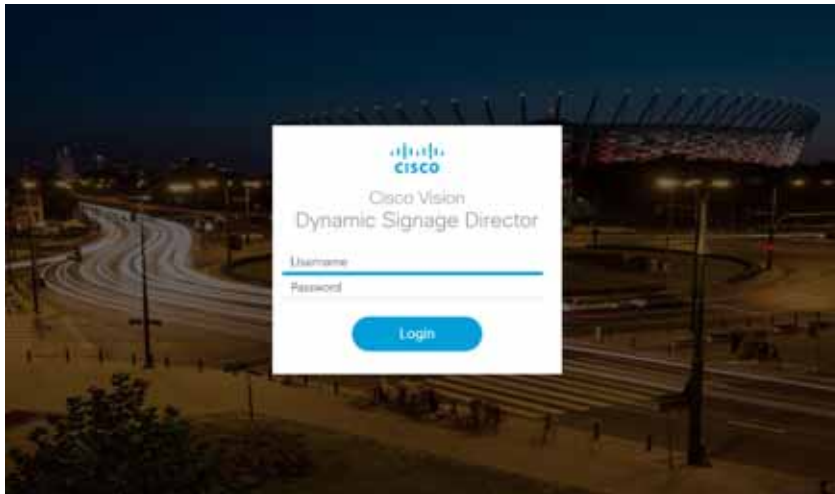 CISCO
Cisco Vision
Dynamic Signage Director
Username
Password
Login